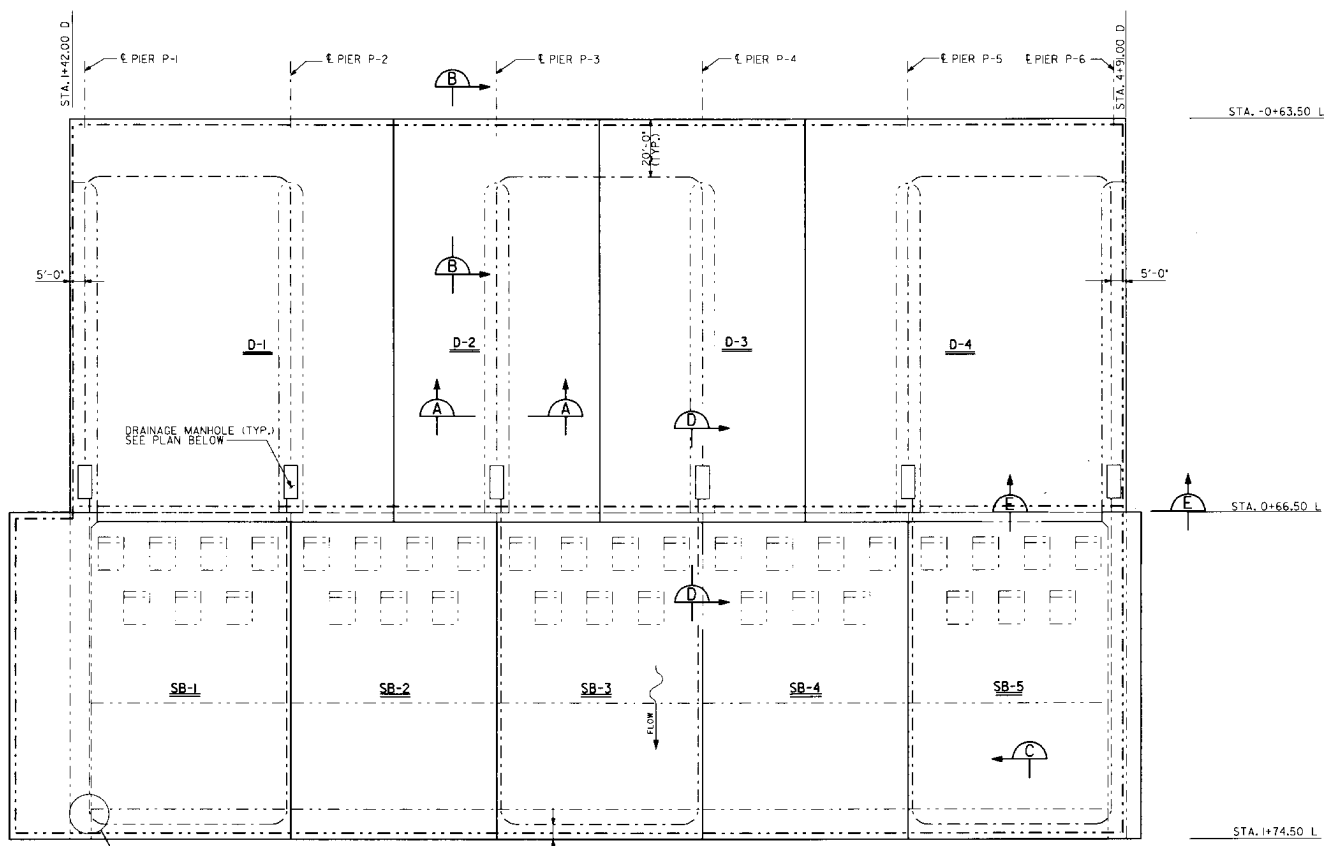 STA. 1+42.00 D
℄ PIER P-1
℄ PIER P-2
℄ PIER P-3
℄ PIER P-4
℄ PIER P-5
℄ PIER P-6
STA. 4+91.00 D
B
STA. -0+63.50 L
20'-0"
(TYP.)
B
5'-0"
5'-0"
D-1
D-2
D-3
D-4
A
A
D
DRAINAGE MANHOLE (TYP.)
SEE PLAN BELOW
E
E
STA. 0+66.50 L
D
SB-1
SB-2
SB-3
SB-4
SB-5
FLOW
C
STA. 1+74.50 L